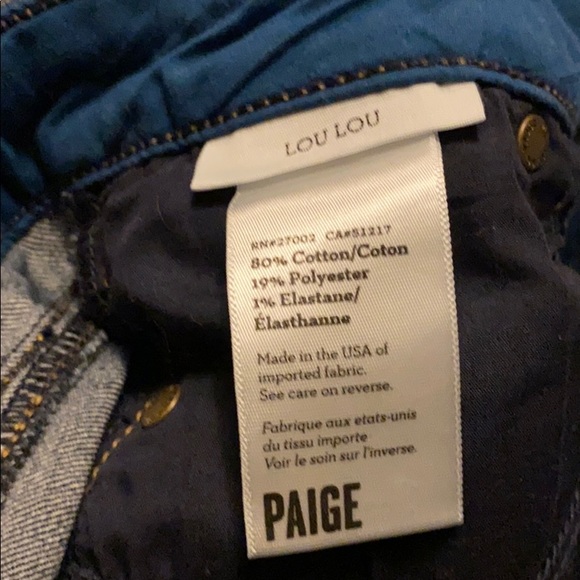 LOU LOU
RN#27002 CA#51217
80% Cotton/Coton
19% Polyester
1% Elastane/
Élasthanne
Made in the USA of
imported fabric.
See care on reverse.
Fabrique aux etats-unis
du tissu importe
Voir le soin sur l'inverse.
PAIGE